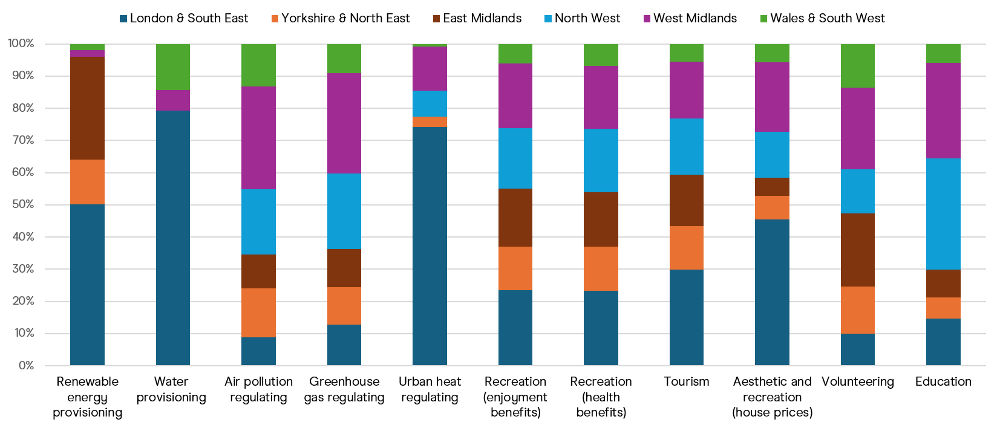 London & South East Yorkshire & North East East Midlands North West West Midlands Wales & South West
100%
90%
80%
70%
60%
50%
40%
30%
20%
10%
0%
Renewable
energy
provisioning
Water
provisioning
Air pollution
regulating
Greenhouse
gas regulating
Urban heat
regulating
Recreation
(enjoyment
benefits)
Recreation
(health
benefits)
Tourism
Aesthetic and
recreation
(house prices)
Volunteering
Education